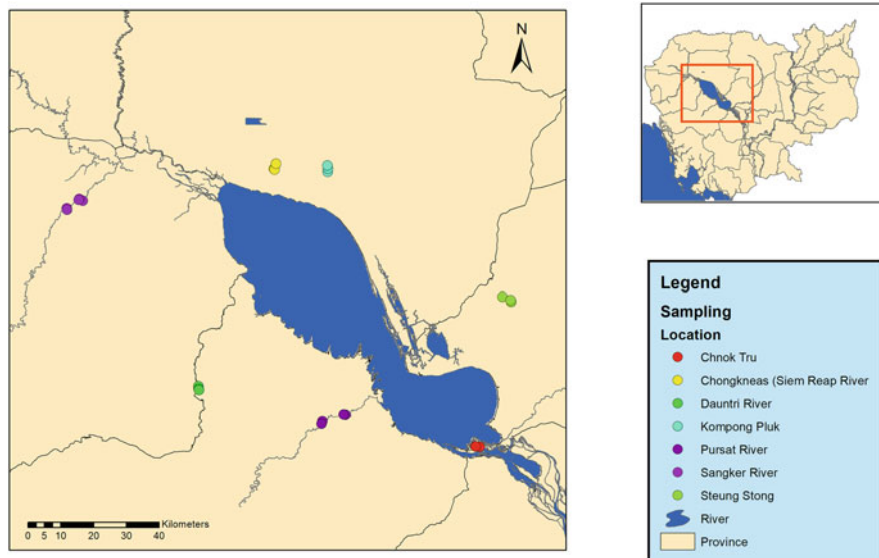 N
Kilometers
0 5 10 20 30 40
Legend
Sampling
Location
Chnok Tru
Chongkneas (Siem Reap River
Dauntri River
Kompong Pluk
Pursat River
Sangker River
Steung Stong
River
Province